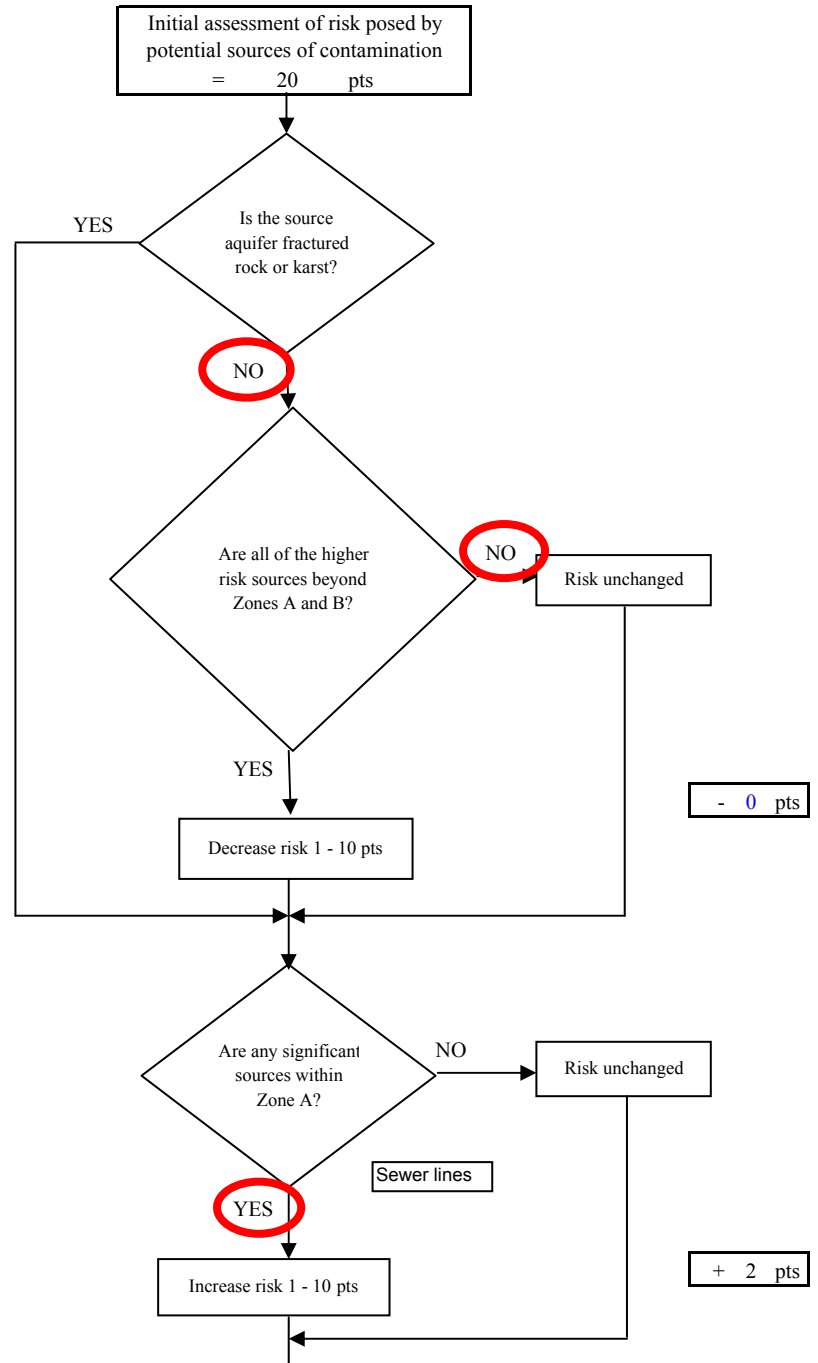 Initial assessment of risk posed by
potential sources of contamination
= 20 pts
YES
Is the source
aquifer fractured
rock or karst?
NO
Are all of the higher
risk sources beyond
Zones A and B?
NO
Risk unchanged
YES
- 0 pts
Decrease risk 1 - 10 pts
Are any significant
sources within
Zone A?
NO
Risk unchanged
Sewer lines
YES
+ 2 pts
Increase risk 1 - 10 pts